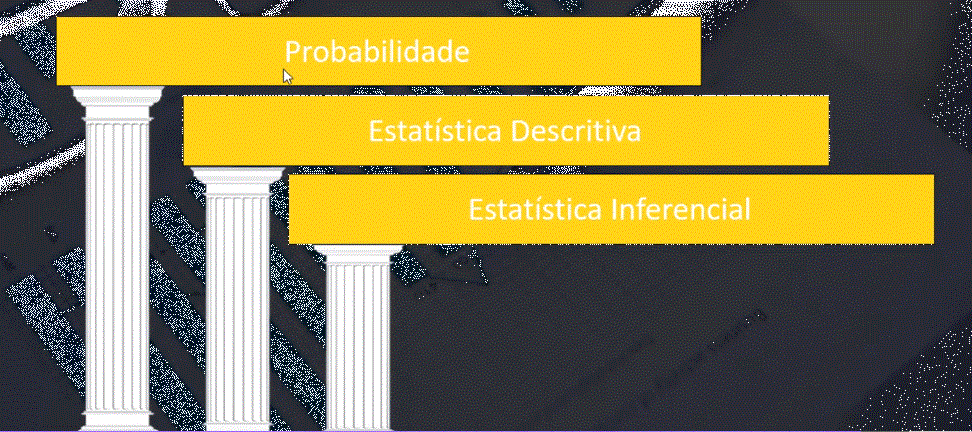 Probabilidade
Estatística Descritiva
Estatística Inferencial